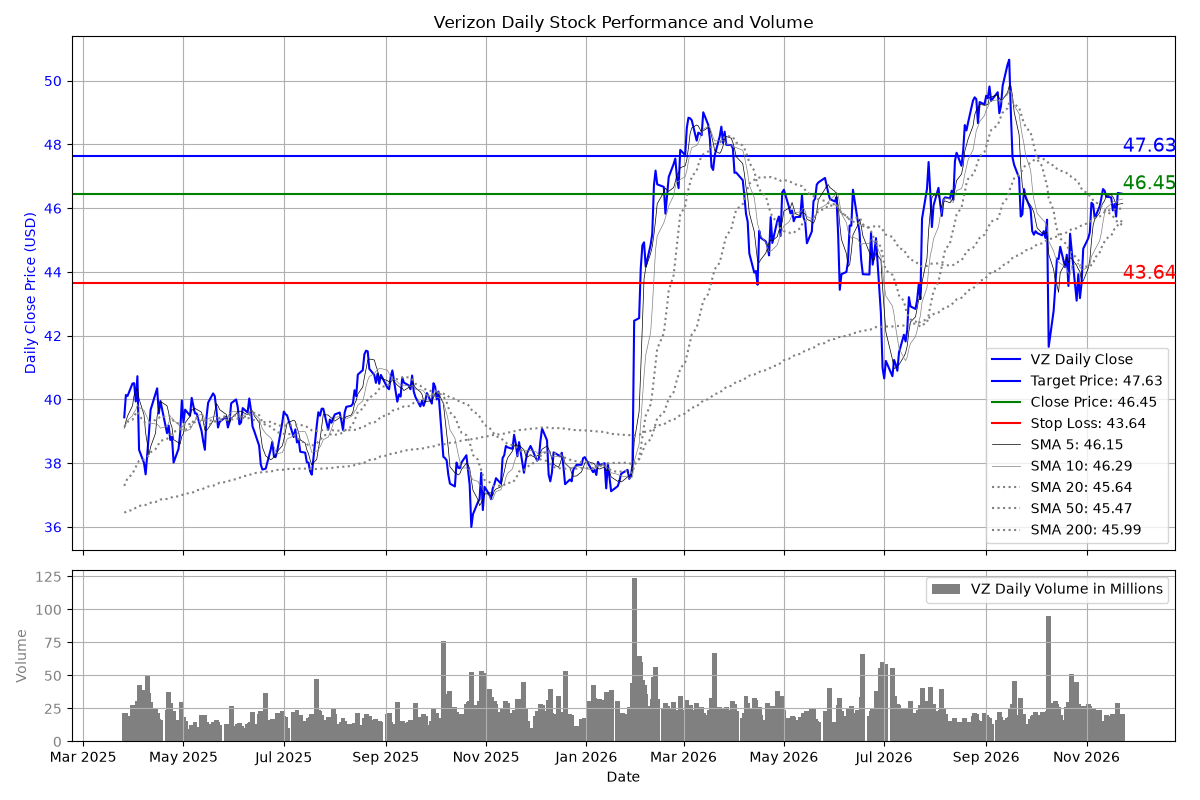 Verizon Daily Stock Performance and Volume
Daily Close Price (USD)
50
48
46
44
42
40
38
36
47.63
46.45
43.64
VZ Daily Close
Target Price: 47.63
Close Price: 46.45
Stop Loss: 43.64
SMA 5: 46.15
SMA 10: 46.29
SMA 20: 45.64
SMA 50: 45.47
SMA 200: 45.99
Volume
125
100
75
50
25
0
VZ Daily Volume in Millions
Mar 2025 May 2025 Jul 2025 Sep 2025 Nov 2025 Jan 2026 Mar 2026 May 2026 Jul 2026 Sep 2026 Nov 2026
Date